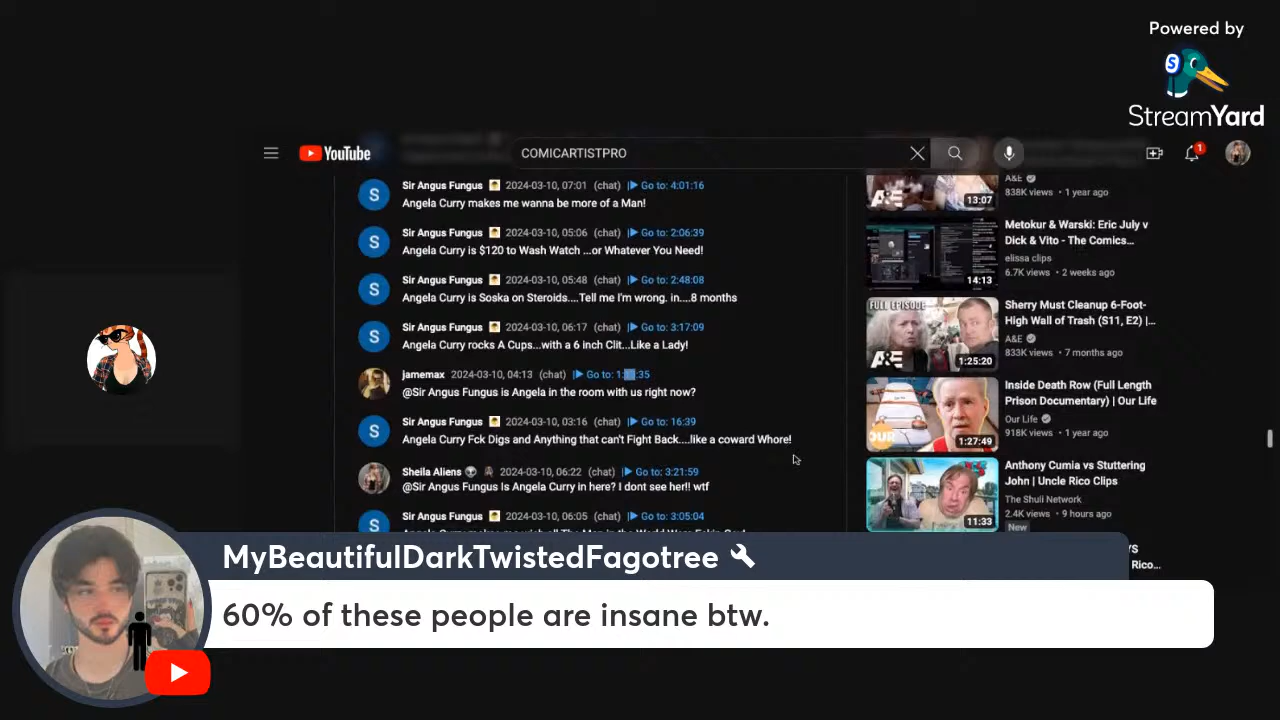 Powered by
StreamYard
YouTube
COMICARTISTPRO
1
Sir Angus Fungus 2024-03-10, 07:01 (chat) Go to: 4:01:16
Angela Curry makes me wanna be more of a Man!
Sir Angus Fungus 2024-03-10, 05:06 (chat) Go to: 2:06:39
Angela Curry is $120 to Wash Watch ...or Whatever You Need!
Sir Angus Fungus 2024-03-10, 05:48 (chat) Go to: 2:48:08
Angela Curry is Soska on Steroids....Tell me I'm wrong. in....8 months
Sir Angus Fungus 2024-03-10, 06:17 (chat) Go to: 3:17:09
Angela Curry rocks A Cups...with a 6 inch Clit...Like a Lady!
jamemax 2024-03-10, 04:13 (chat) Go to:
@Sir Angus Fungus is Angela in the room with us right now?
Sir Angus Fungus 2024-03-10, 03:16 (chat) Go to: 16:39
Angela Curry Fck Digs and Anything that can't Fight Back....like a coward Whore!
Sheila Aliens 2024-03-10, 06:22 (chat) Go to: 3:21:59
@Sir Angus Fungus Is Angela Curry in here? I dont see her!! wtf
Sir Angus Fungus 2024-03-10, 06:05 (chat) Go to: 3:05:04
A&E
13:07
A&E
838K views • 1 year ago
14:13
Metokur & Warski: Eric July v
Dick & Vito - The Comics...
elissa clips
6.7K views • 2 weeks ago
FULL EPISODE
A&E
1:25:20
Sherry Must Cleanup 6-Foot-
High Wall of Trash (S11, E2) |...
A&E
833K views • 7 months ago
OUR
1:27:49
Inside Death Row (Full Length
Prison Documentary) | Our Life
Our Life
918K views • 1 year ago
11:33
Anthony Cumia vs Stuttering
John | Uncle Rico Clips
The Shuli Network
2.4K views • 9 hours ago
New
Rico...
MyBeautifulDarkTwistedFagotree
60% of these people are insane btw.